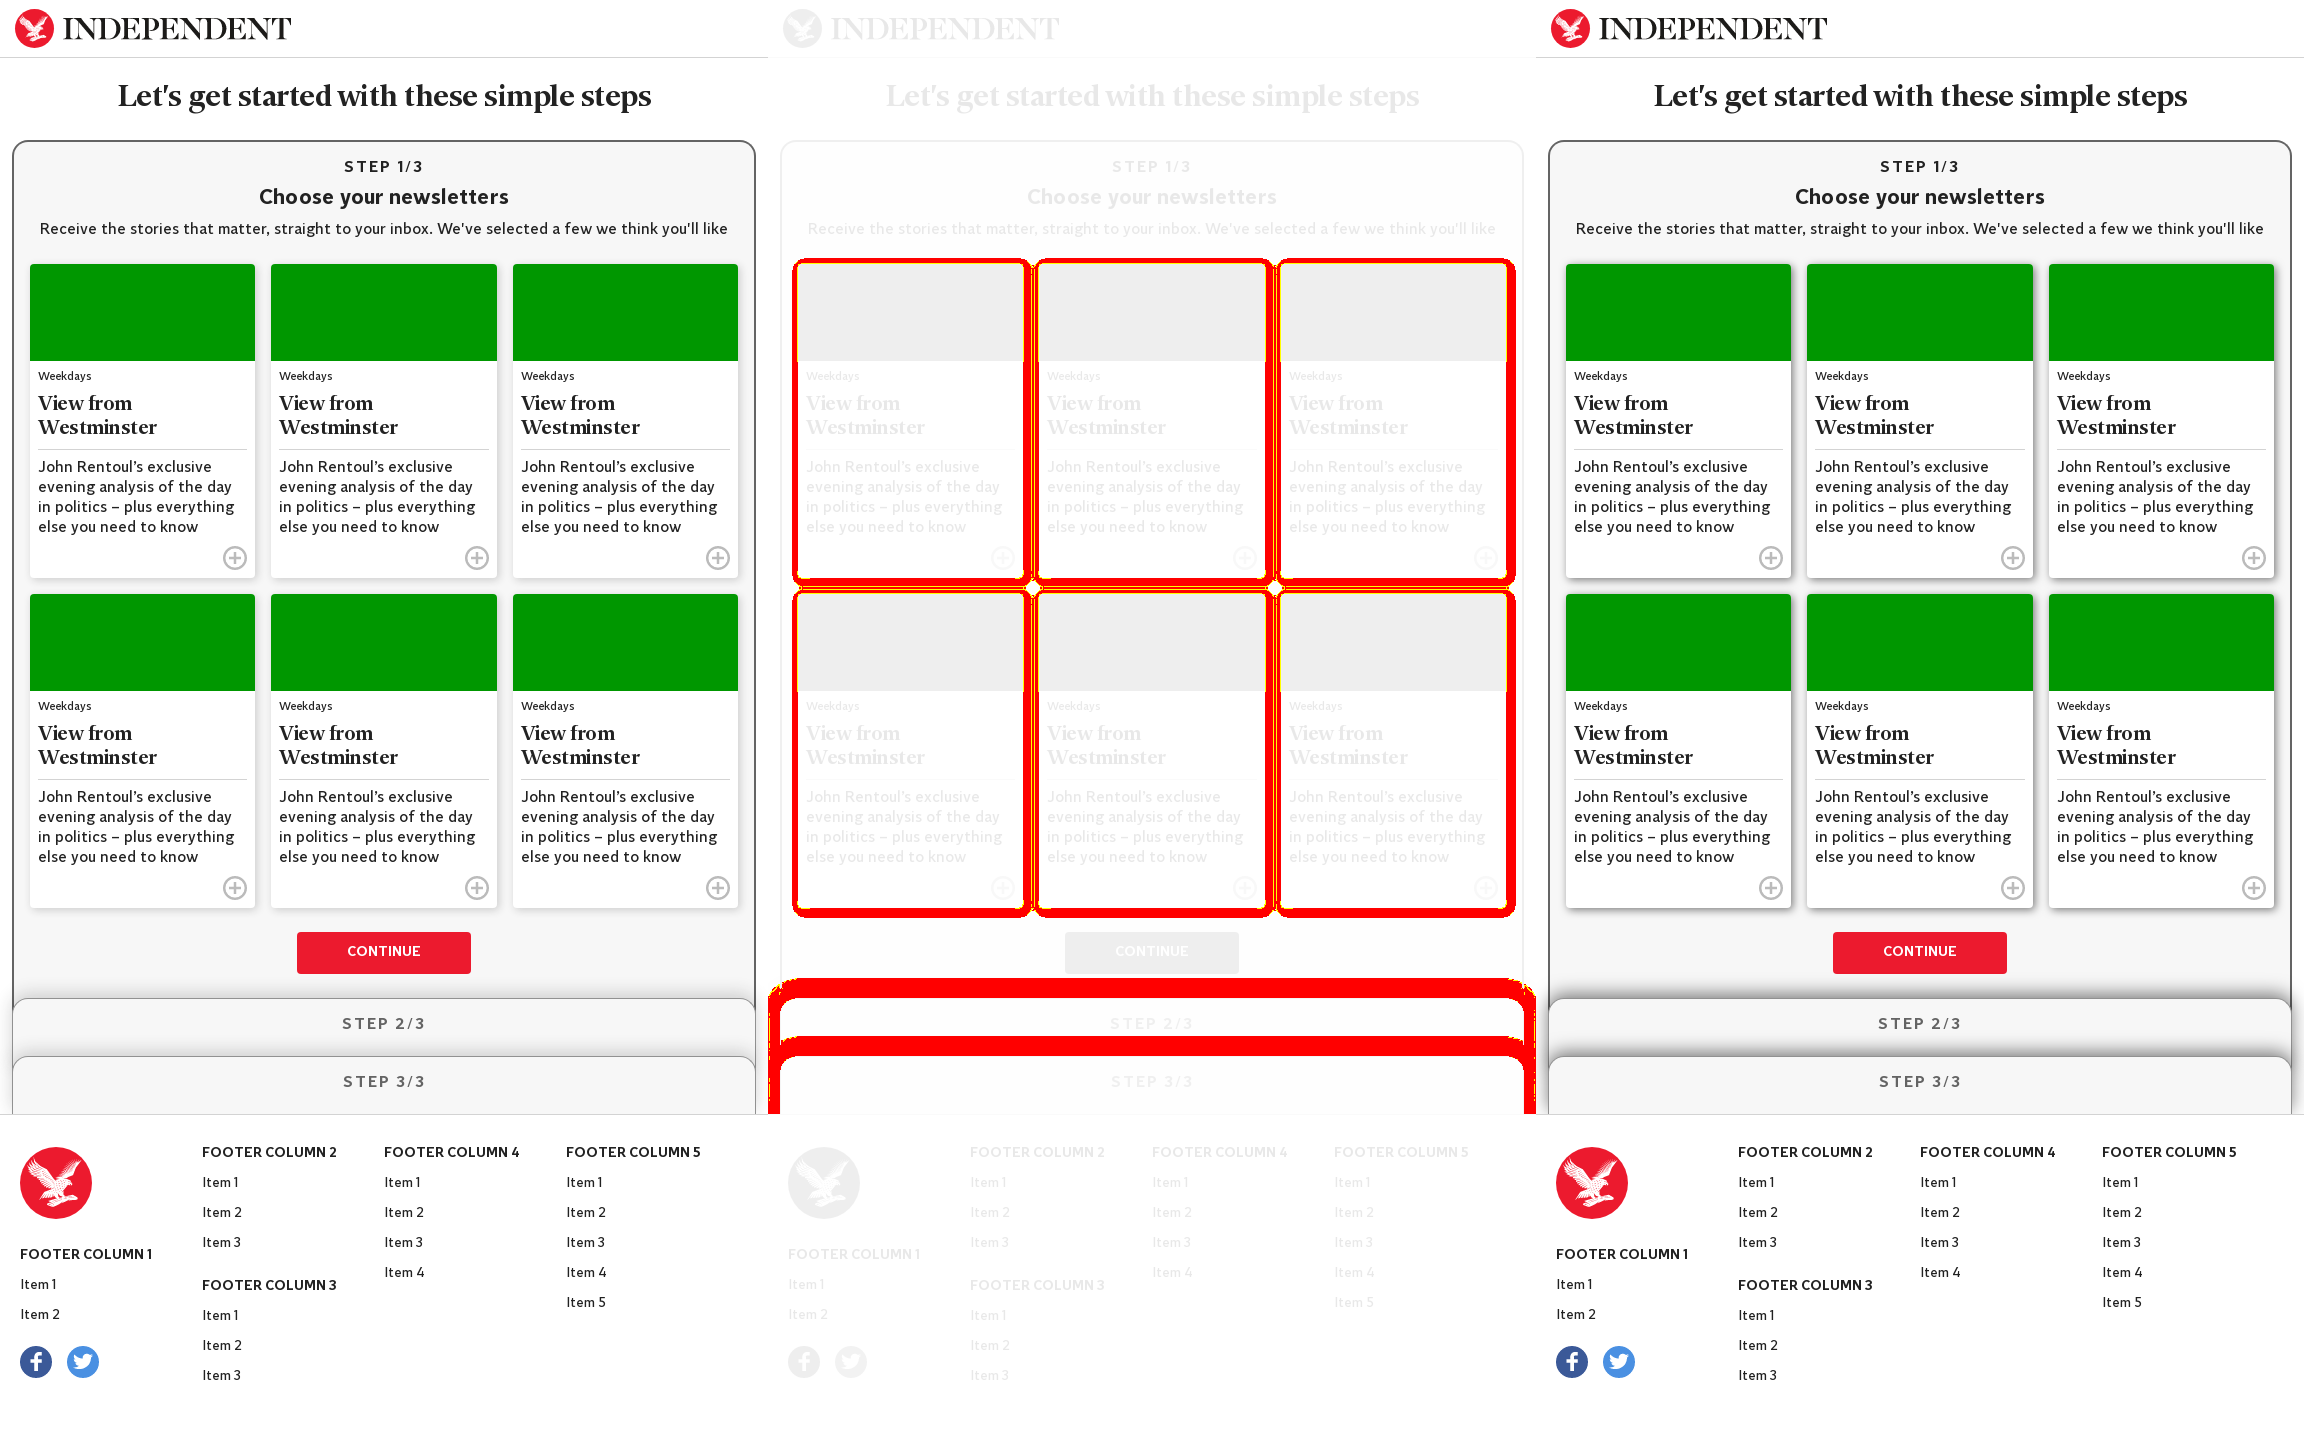 INDEPENDENT
Let's get started with these simple steps
STEP 1/3
Choose your newsletters
Receive the stories that matter, straight to your inbox. We've selected a few we think you'll like
Weekdays
View from
Westminster
John Rentoul’s exclusive
evening analysis of the day
in politics – plus everything
else you need to know
Weekdays
View from
Westminster
John Rentoul’s exclusive
evening analysis of the day
in politics – plus everything
else you need to know
Weekdays
View from
Westminster
John Rentoul’s exclusive
evening analysis of the day
in politics – plus everything
else you need to know
Weekdays
View from
Westminster
John Rentoul’s exclusive
evening analysis of the day
in politics – plus everything
else you need to know
Weekdays
View from
Westminster
John Rentoul’s exclusive
evening analysis of the day
in politics – plus everything
else you need to know
Weekdays
View from
Westminster
John Rentoul’s exclusive
evening analysis of the day
in politics – plus everything
else you need to know
CONTINUE
STEP 2/3
STEP 3/3
FOOTER COLUMN 1
Item 1
Item 2
FOOTER COLUMN 2
Item 1
Item 2
Item 3
FOOTER COLUMN 3
Item 1
Item 2
Item 3
FOOTER COLUMN 4
Item 1
Item 2
Item 3
Item 4
FOOTER COLUMN 5
Item 1
Item 2
Item 3
Item 4
Item 5
INDEPENDENT
Let's get started with these simple steps
STEP 1/3
Choose your newsletters
Receive the stories that matter, straight to your inbox. We've selected a few we think you'll like
Weekdays
View from
Westminster
John Rentoul’s exclusive
evening analysis of the day
in politics – plus everything
else you need to know
Weekdays
View from
Westminster
John Rentoul’s exclusive
evening analysis of the day
in politics – plus everything
else you need to know
Weekdays
View from
Westminster
John Rentoul’s exclusive
evening analysis of the day
in politics – plus everything
else you need to know
Weekdays
View from
Westminster
John Rentoul’s exclusive
evening analysis of the day
in politics – plus everything
else you need to know
Weekdays
View from
Westminster
John Rentoul’s exclusive
evening analysis of the day
in politics – plus everything
else you need to know
Weekdays
View from
Westminster
John Rentoul’s exclusive
evening analysis of the day
in politics – plus everything
else you need to know
CONTINUE
STEP 2/3
STEP 3/3
FOOTER COLUMN 1
Item 1
Item 2
FOOTER COLUMN 2
Item 1
Item 2
Item 3
FOOTER COLUMN 3
Item 1
Item 2
Item 3
FOOTER COLUMN 4
Item 1
Item 2
Item 3
Item 4
FOOTER COLUMN 5
Item 1
Item 2
Item 3
Item 4
Item 5
INDEPENDENT
Let's get started with these simple steps
STEP 1/3
Choose your newsletters
Receive the stories that matter, straight to your inbox. We've selected a few we think you'll like
Weekdays
View from
Westminster
John Rentoul’s exclusive
evening analysis of the day
in politics – plus everything
else you need to know
Weekdays
View from
Westminster
John Rentoul’s exclusive
evening analysis of the day
in politics – plus everything
else you need to know
Weekdays
View from
Westminster
John Rentoul’s exclusive
evening analysis of the day
in politics – plus everything
else you need to know
Weekdays
View from
Westminster
John Rentoul’s exclusive
evening analysis of the day
in politics – plus everything
else you need to know
Weekdays
View from
Westminster
John Rentoul’s exclusive
evening analysis of the day
in politics – plus everything
else you need to know
Weekdays
View from
Westminster
John Rentoul’s exclusive
evening analysis of the day
in politics – plus everything
else you need to know
CONTINUE
STEP 2/3
STEP 3/3
FOOTER COLUMN 1
Item 1
Item 2
FOOTER COLUMN 2
Item 1
Item 2
Item 3
FOOTER COLUMN 3
Item 1
Item 2
Item 3
FOOTER COLUMN 4
Item 1
Item 2
Item 3
Item 4
FOOTER COLUMN 5
Item 1
Item 2
Item 3
Item 4
Item 5